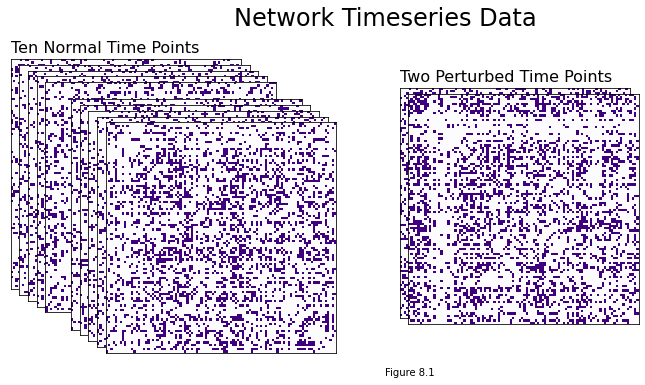 Network Timeseries Data
Ten Normal Time Points
Two Perturbed Time Points
Figure 8.1